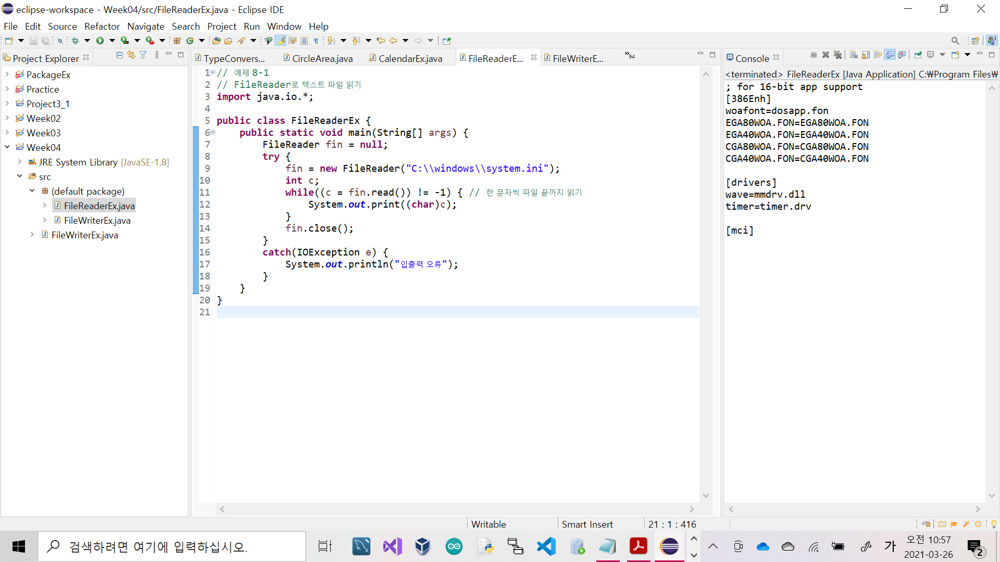 eclipse-workspace - Week04/src/FileReaderEx.java - Eclipse IDE
File Edit Source Refactor Navigate Search Project Run Window Help
Project Explorer
PackageEx
Practice
Project3_1
Week02
Week03
Week04
JRE System Library [JavaSE-1.8]
src
(default package)
FileReaderEx.java
FileWriterEx.java
FileWriterEx.java
TypeConvers... CircleArea.java CalendarEx.java FileReaderE... FileWriterE... »94
1 // 예제 8-1
2 // FileReader로 텍스트 파일 읽기
3 import java.io.*;
4
5 public class FileReaderEx {
6     public static void main(String[] args) {
7         FileReader fin = null;
8         try {
9             fin = new FileReader("C:\\windows\\system.ini");
10             int c;
11             while((c = fin.read()) != -1) { // 한 문자씩 파일 끝까지 읽기
12                 System.out.print((char)c);
13             }
14             fin.close();
15         }
16         catch(IOException e) {
17             System.out.println("입출력 오류");
18         }
19     }
20 }
21
Console
<terminated> FileReaderEx [Java Application] C:₩Program Files₩
; for 16-bit app support
[386Enh]
woafont=dosapp.fon
EGA80WOA.FON=EGA80WOA.FON
EGA40WOA.FON=EGA40WOA.FON
CGA80WOA.FON=CGA80WOA.FON
CGA40WOA.FON=CGA40WOA.FON
[drivers]
wave=mmdrv.dll
timer=timer.drv
[mci]
Writable Smart Insert 21 : 1 : 416
검색하려면 여기에 입력하십시오.
가
오전 10:57
2021-03-26
2